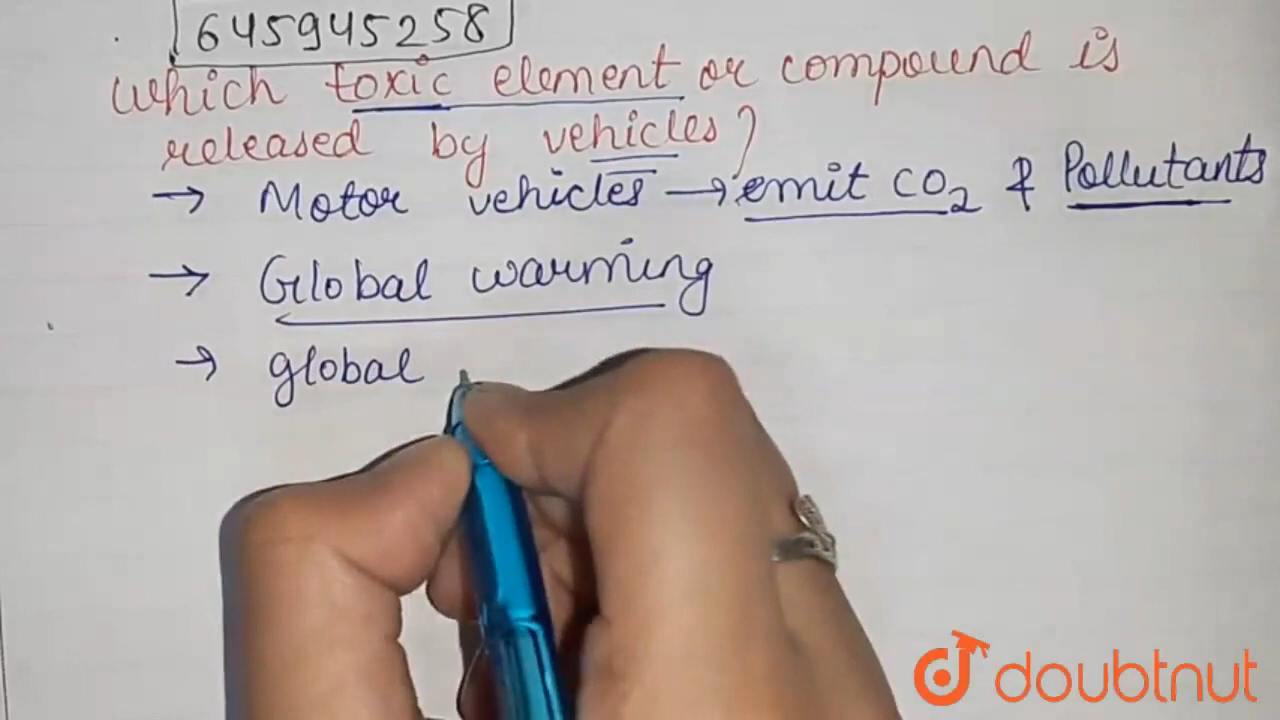 645945258
which toxic element or compound is
released by vehicles?
→ Motor vehicles → emit CO2 & Pollutants
→ Global warming
→ global
doubtnut